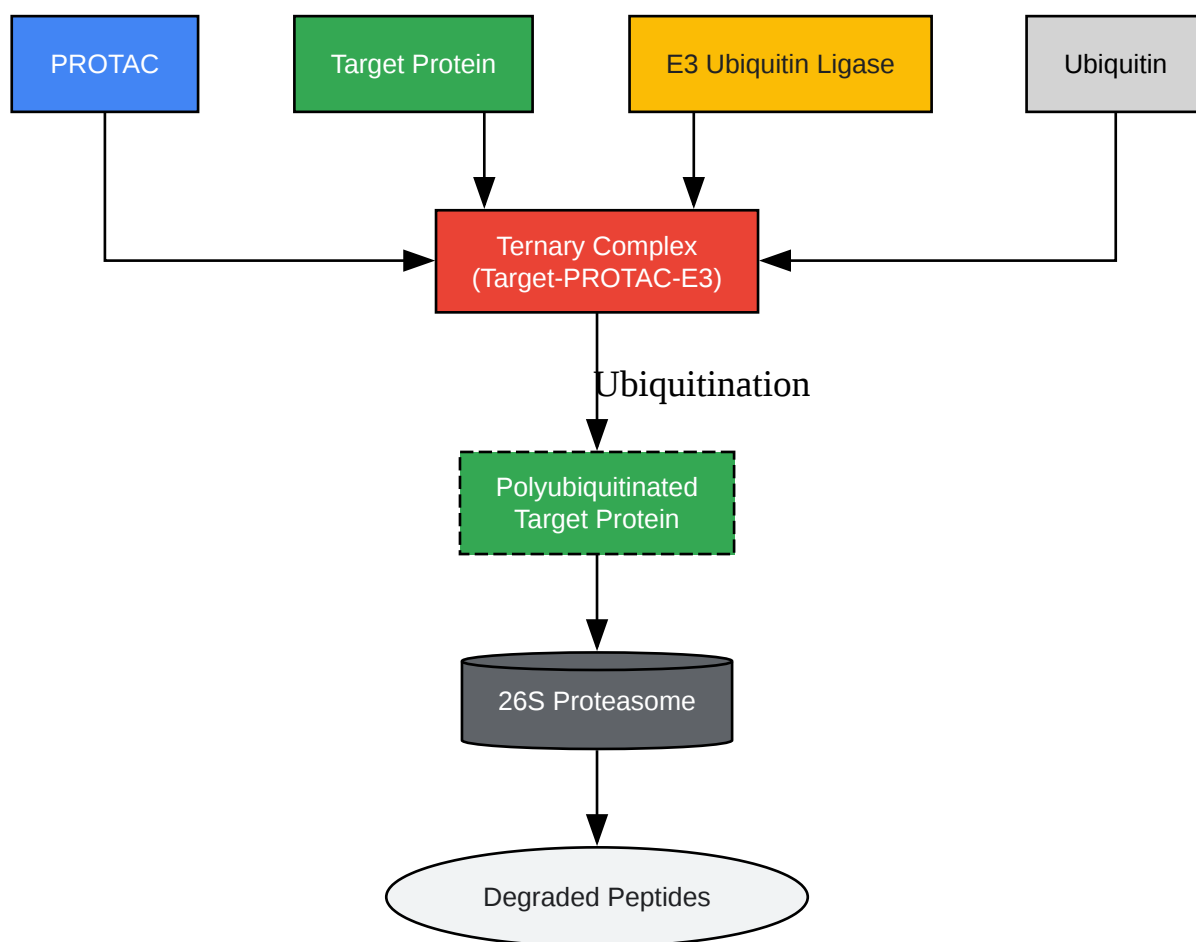 PROTAC
Target Protein
E3 Ubiquitin Ligase
Ubiquitin
Ternary Complex
(Target-PROTAC-E3)
Ubiquitination
Polyubiquitinated
Target Protein
26S Proteasome
Degraded Peptides